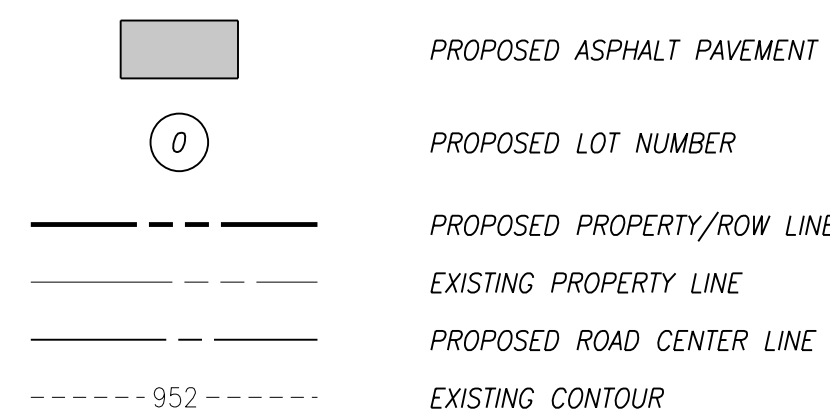 PROPOSED ASPHALT PAVEMENT
0 PROPOSED LOT NUMBER
PROPOSED PROPERTY/ROW LINE
EXISTING PROPERTY LINE
PROPOSED ROAD CENTER LINE
952 EXISTING CONTOUR